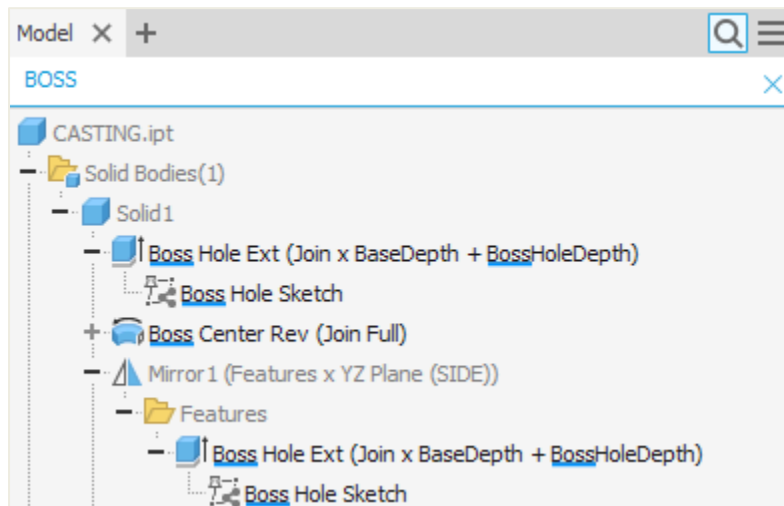 Model
BOSS
CASTING.ipt
Solid Bodies(1)
Solid1
Boss Hole Ext (Join x BaseDepth + BossHoleDepth)
Boss Hole Sketch
Boss Center Rev (Join Full)
Mirror1 (Features x YZ Plane (SIDE))
Features
Boss Hole Ext (Join x BaseDepth + BossHoleDepth)
Boss Hole Sketch